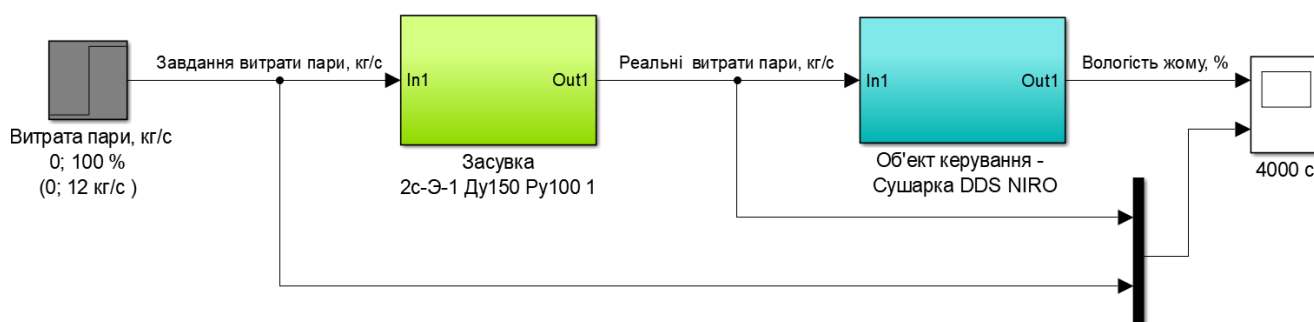 Завдання витрати пари, кг/с
In1
Out1
Реальні витрати пари, кг/с
In1
Out1
Вологість жому, %
Витрата пари, кг/с
0; 100 %
(0; 12 кг/с )
Засувка
2с-Э-1 Ду150 Ру100 1
Об'ект керування -
Сушарка DDS NIRO
4000 с